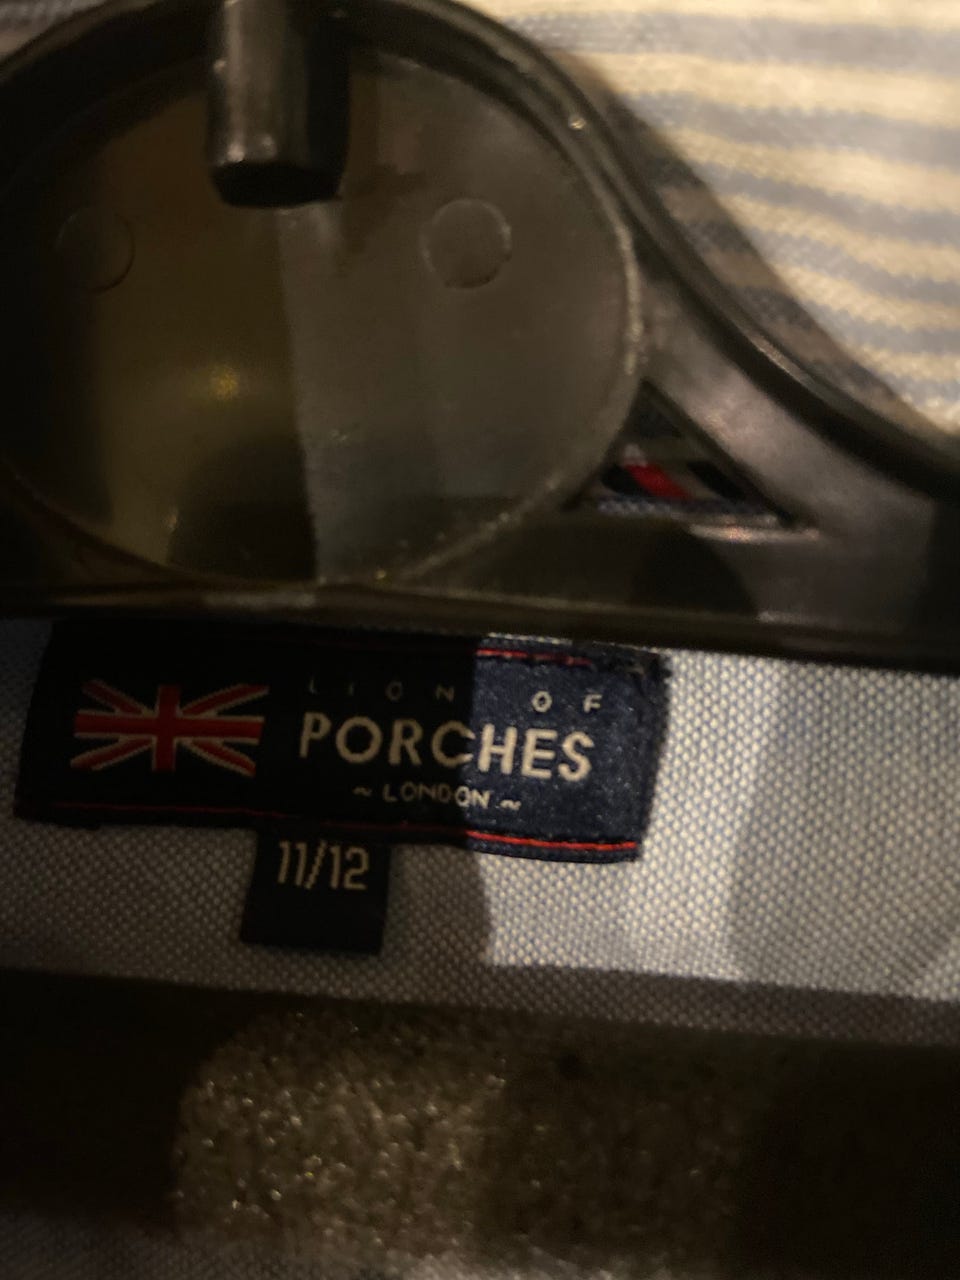 LION OF
PORCHES
~ LONDON ~
11/12